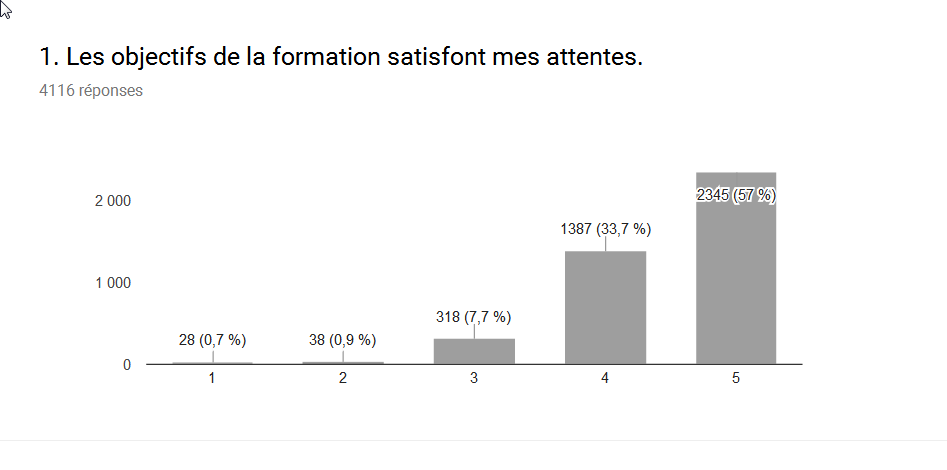 1. Les objectifs de la formation satisfont mes attentes.
4116 réponses
2 000
1 000
0
28 (0,7 %)
38 (0,9 %)
318 (7,7 %)
1387 (33,7 %)
2345 (57 %)
1
2
3
4
5